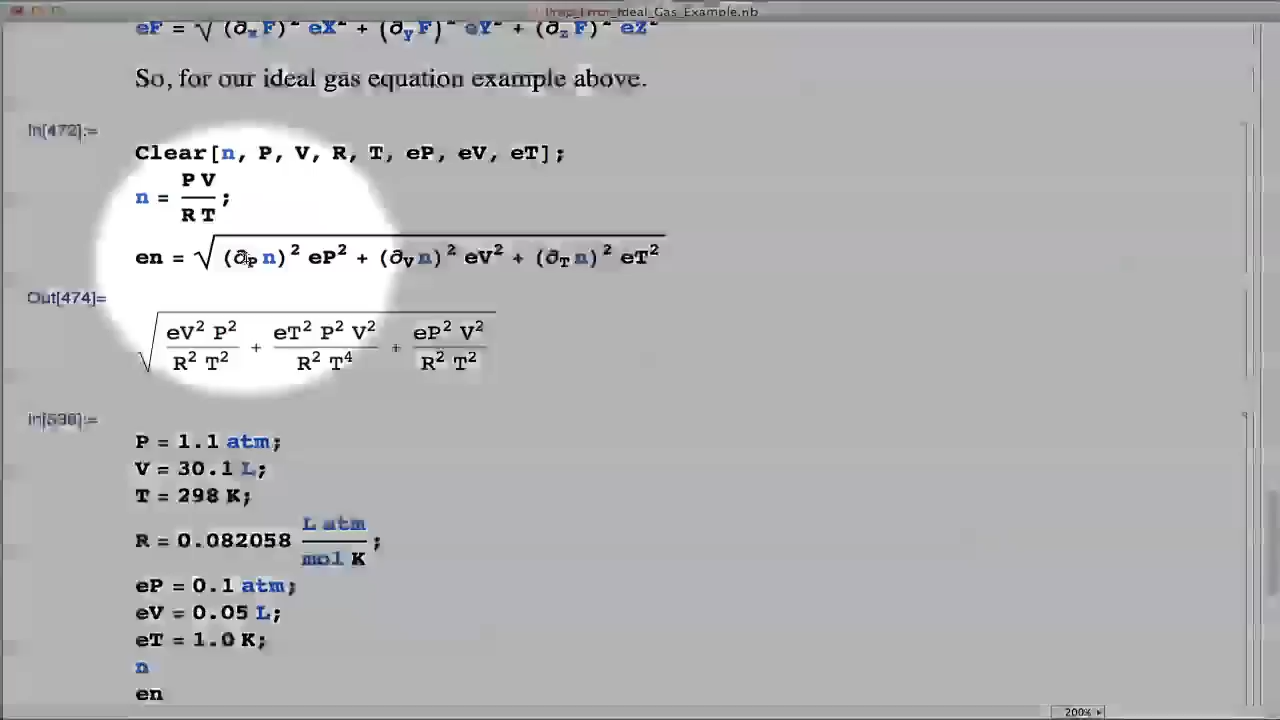 Prop_Error_Ideal_Gas_Example.nb
eF = √((∂x F)² eX² + (∂y F)² eY² + (∂z F)² eZ²)
So, for our ideal gas equation example above.
In[472]:=
Clear[n, P, V, R, T, eP, eV, eT];
n = P V / R T;
en = √((∂P n)² eP² + (∂V n)² eV² + (∂T n)² eT²)
Out[474]=
√(eV² P² / R² T² + eT² P² V² / R² T⁴ + eP² V² / R² T²)
In[536]:=
P = 1.1 atm;
V = 30.1 L;
T = 298 K;
R = 0.082058 L atm / mol K;
eP = 0.1 atm;
eV = 0.05 L;
eT = 1.0 K;
n
en
200%